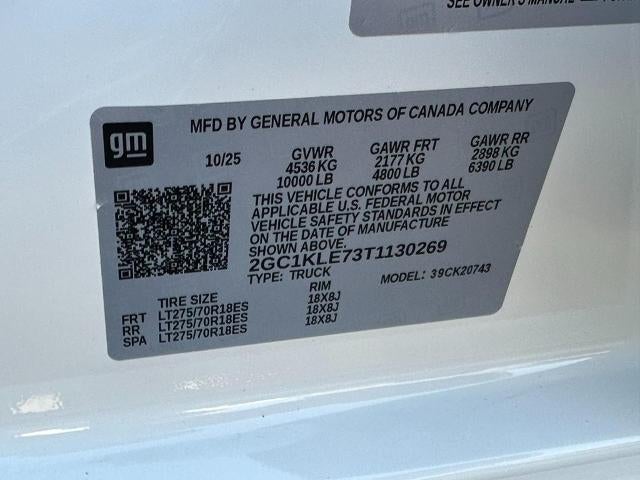 SEE OWNER'S MANUAL
gm
MFD BY GENERAL MOTORS OF CANADA COMPANY
10/25 GVWR GAWR FRT GAWR RR
4536 KG 2177 KG 2898 KG
10000 LB 4800 LB 6390 LB
THIS VEHICLE CONFORMS TO ALL
APPLICABLE U.S. FEDERAL MOTOR
VEHICLE SAFETY STANDARDS IN EFFECT
ON THE DATE OF MANUFACTURE
SHOWN ABOVE.
2GC1KLE73T1130269
TYPE: TRUCK MODEL: 39CK20743
TIRE SIZE RIM
FRT LT275/70R18ES 18X8J
RR LT275/70R18ES 18X8J
SPA LT275/70R18ES 18X8J